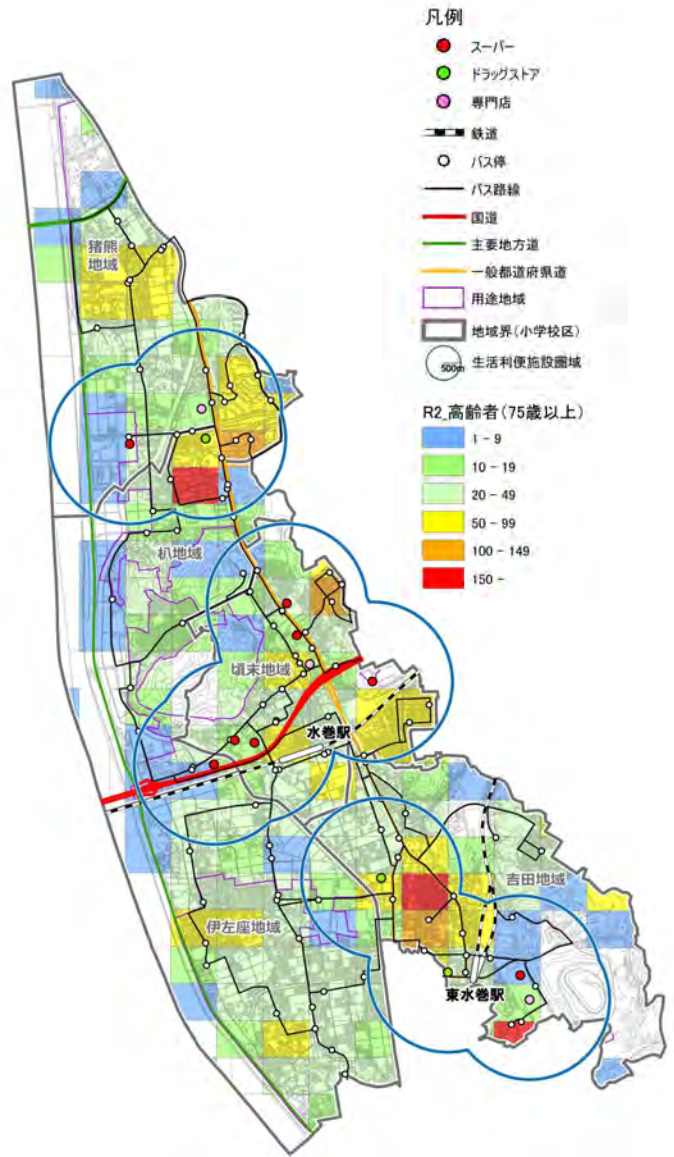 凡例
スーパー
ドラッグストア
専門店
鉄道
バス停
バス路線
国道
主要地方道
一般都道府県道
用途地域
地域界(小学校区)
500m 生活利便施設圏域
R2_高齢者(75歳以上)
1 - 9
10 - 19
20 - 49
50 - 99
100 - 149
150 -
猪熊
地域
机地域
頃末地域
水巻駅
吉田地域
伊左座地域
東水巻駅